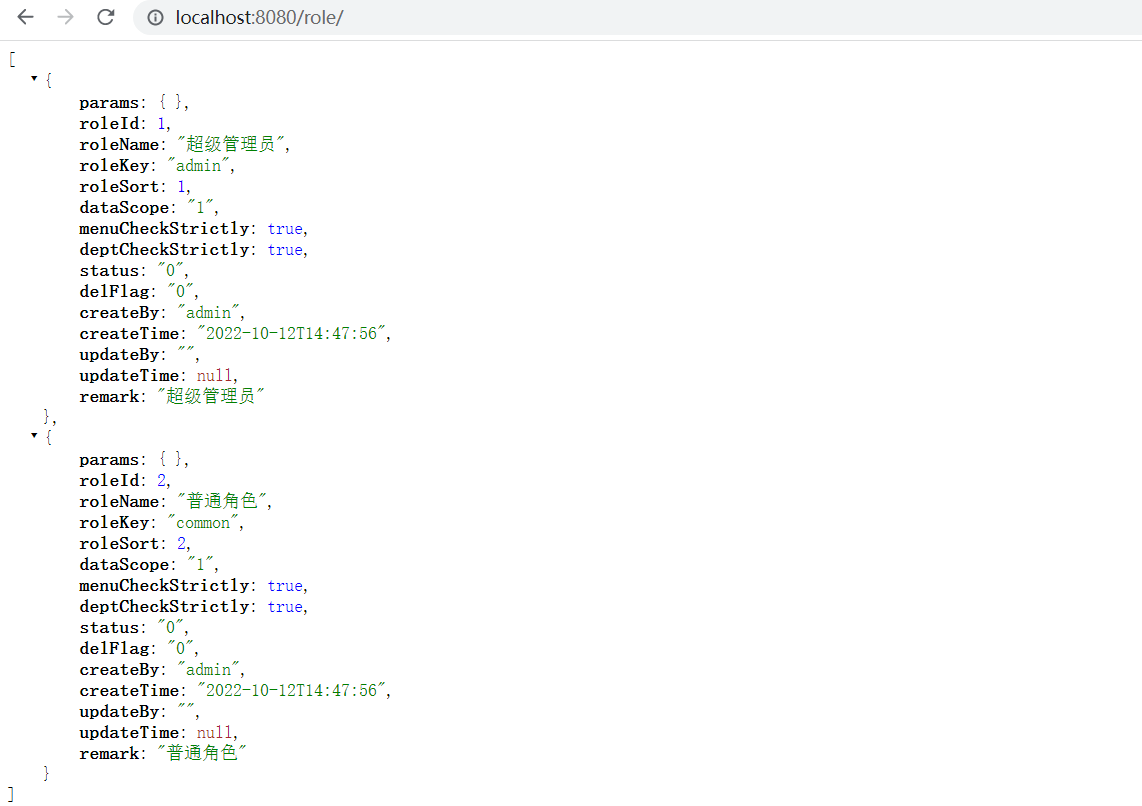 localhost:8080/role/
[
{
params: { },
roleId: 1,
roleName: "超级管理员",
roleKey: "admin",
roleSort: 1,
dataScope: "1",
menuCheckStrictly: true,
deptCheckStrictly: true,
status: "0",
delFlag: "0",
createBy: "admin",
createTime: "2022-10-12T14:47:56",
updateBy: "",
updateTime: null,
remark: "超级管理员"
},
{
params: { },
roleId: 2,
roleName: "普通角色",
roleKey: "common",
roleSort: 2,
dataScope: "1",
menuCheckStrictly: true,
deptCheckStrictly: true,
status: "0",
delFlag: "0",
createBy: "admin",
createTime: "2022-10-12T14:47:56",
updateBy: "",
updateTime: null,
remark: "普通角色"
}
]